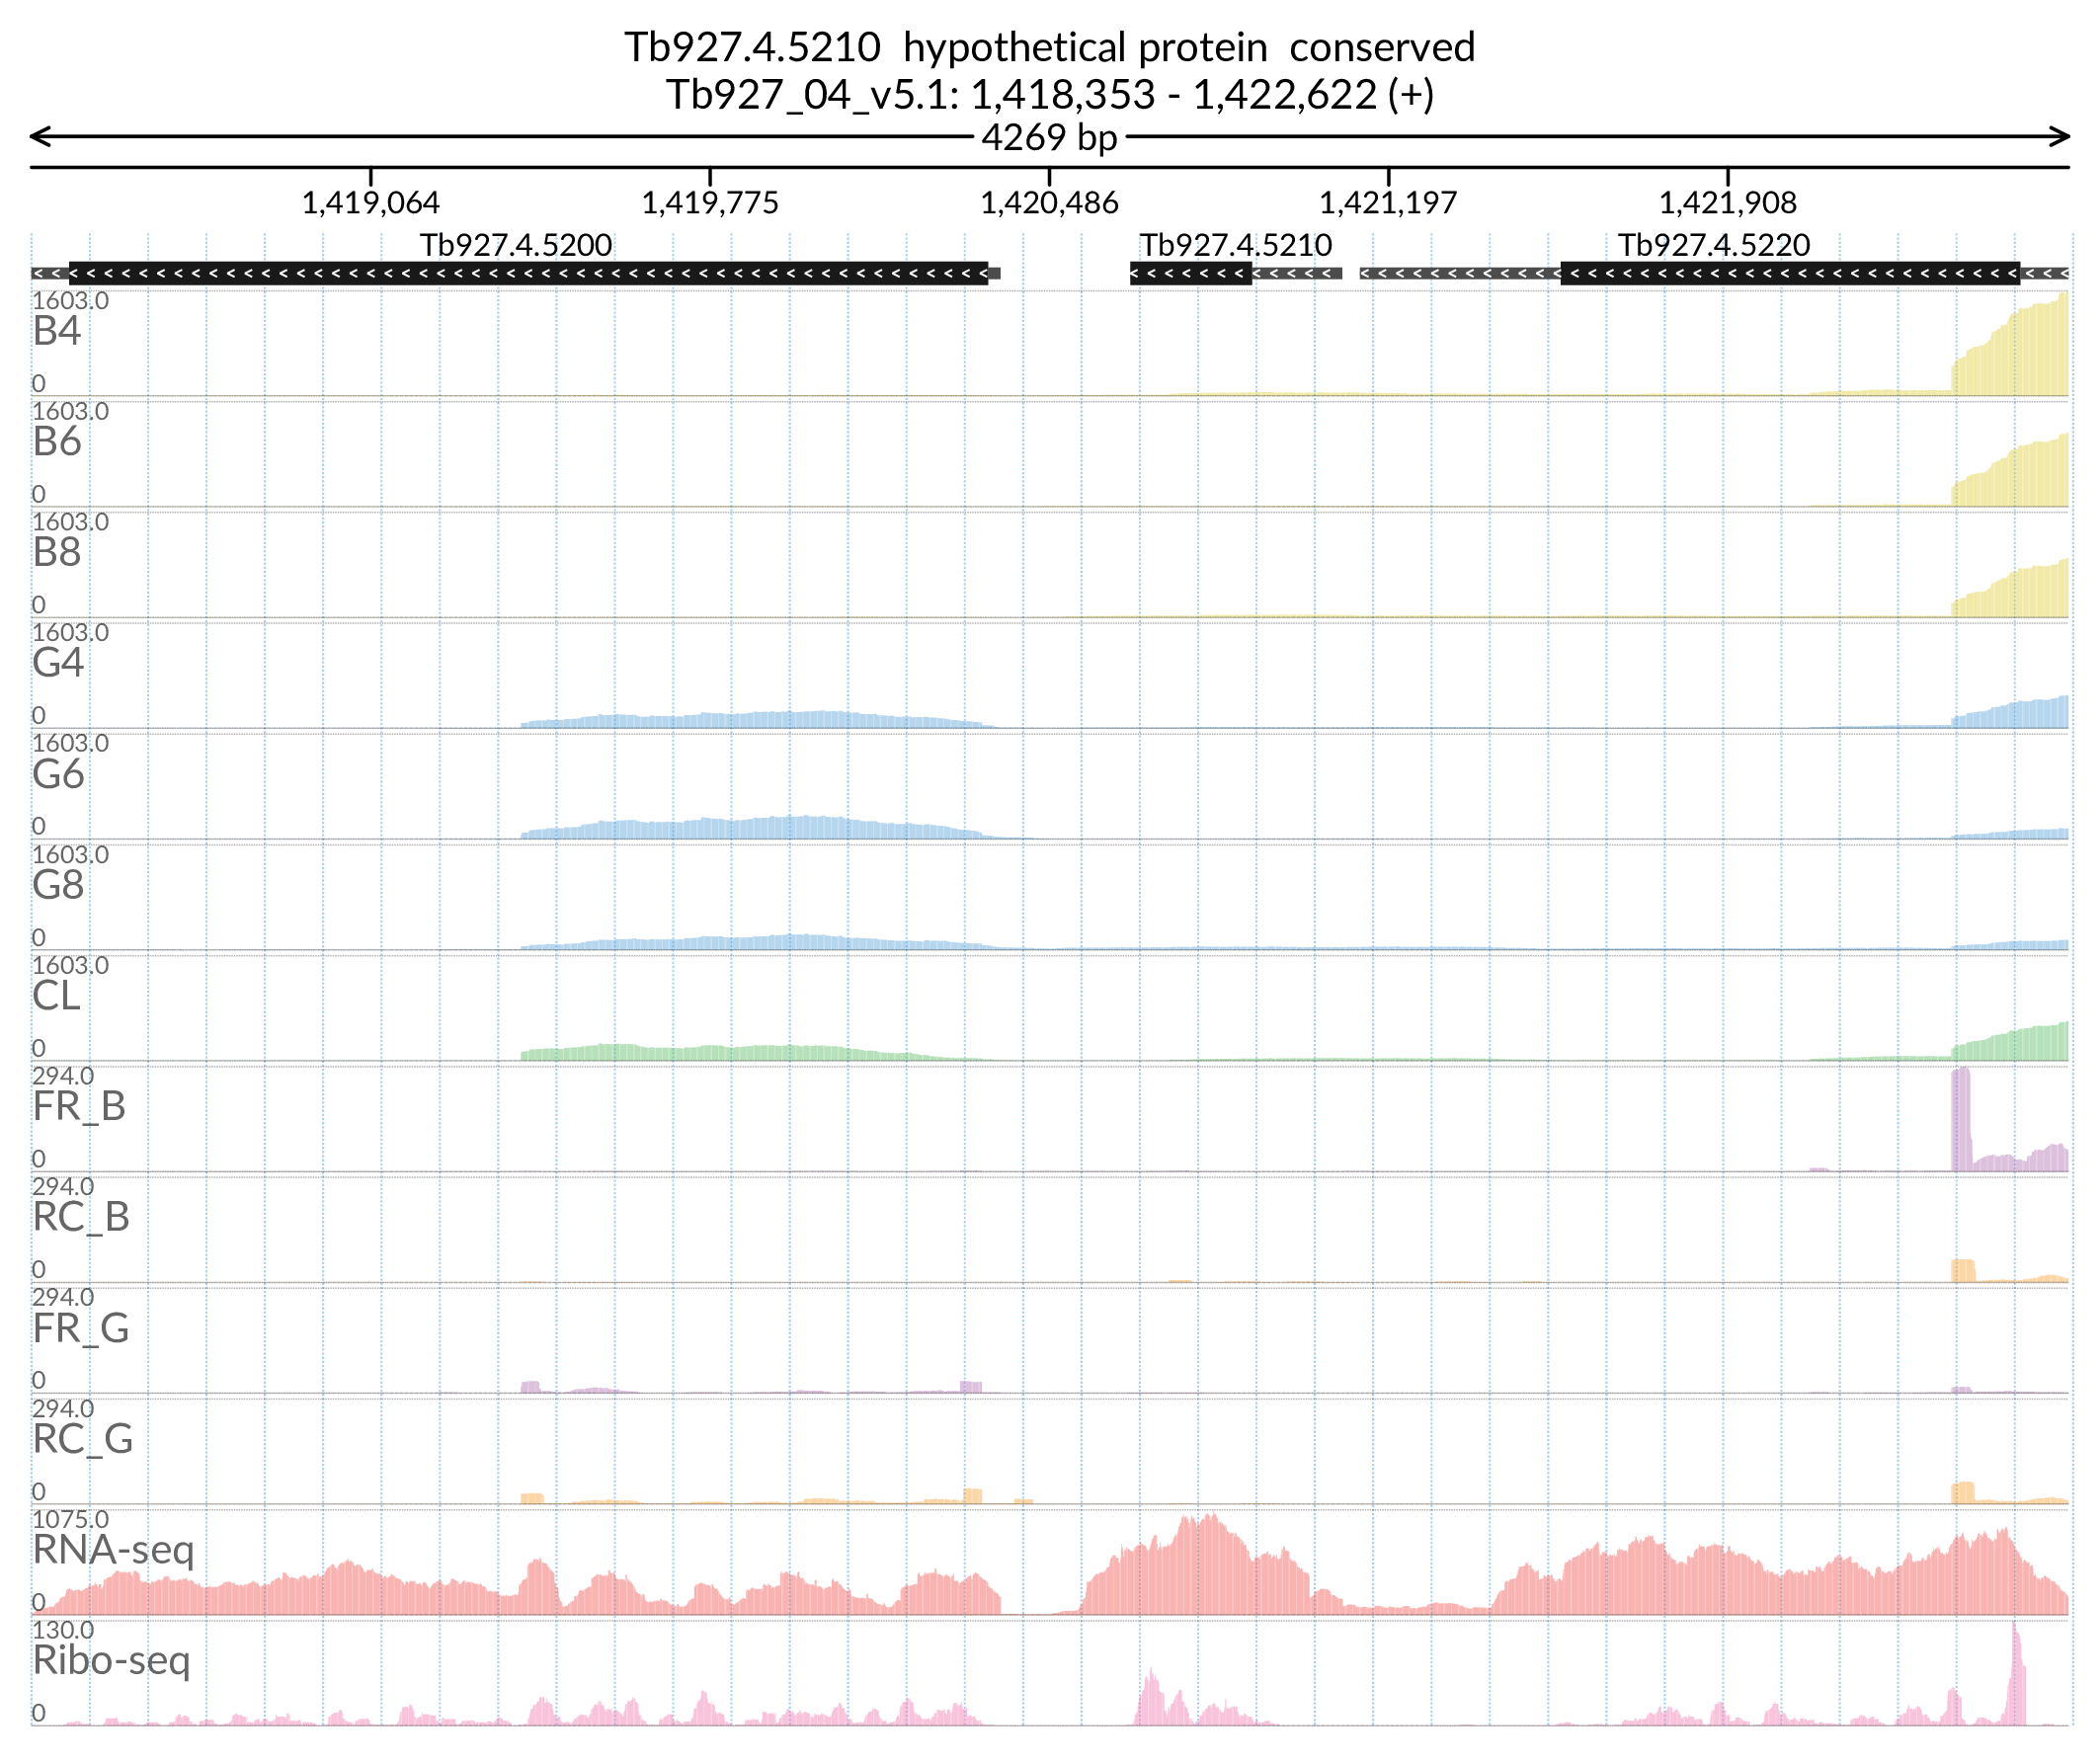 Tb927.4.5210 hypothetical protein conserved
Tb927_04_v5.1: 1,418,353 - 1,422,622 (+)
4269 bp
1,419,064 1,419,775 1,420,486 1,421,197 1,421,908
Tb927.4.5200 Tb927.4.5210 Tb927.4.5220
1603.0
B4
0
1603.0
B6
0
1603.0
B8
0
1603.0
G4
0
1603.0
G6
0
1603.0
G8
0
1603.0
CL
0
294.0
FR_B
0
294.0
RC_B
0
294.0
FR_G
0
294.0
RC_G
0
1075.0
RNA-seq
0
130.0
Ribo-seq
0